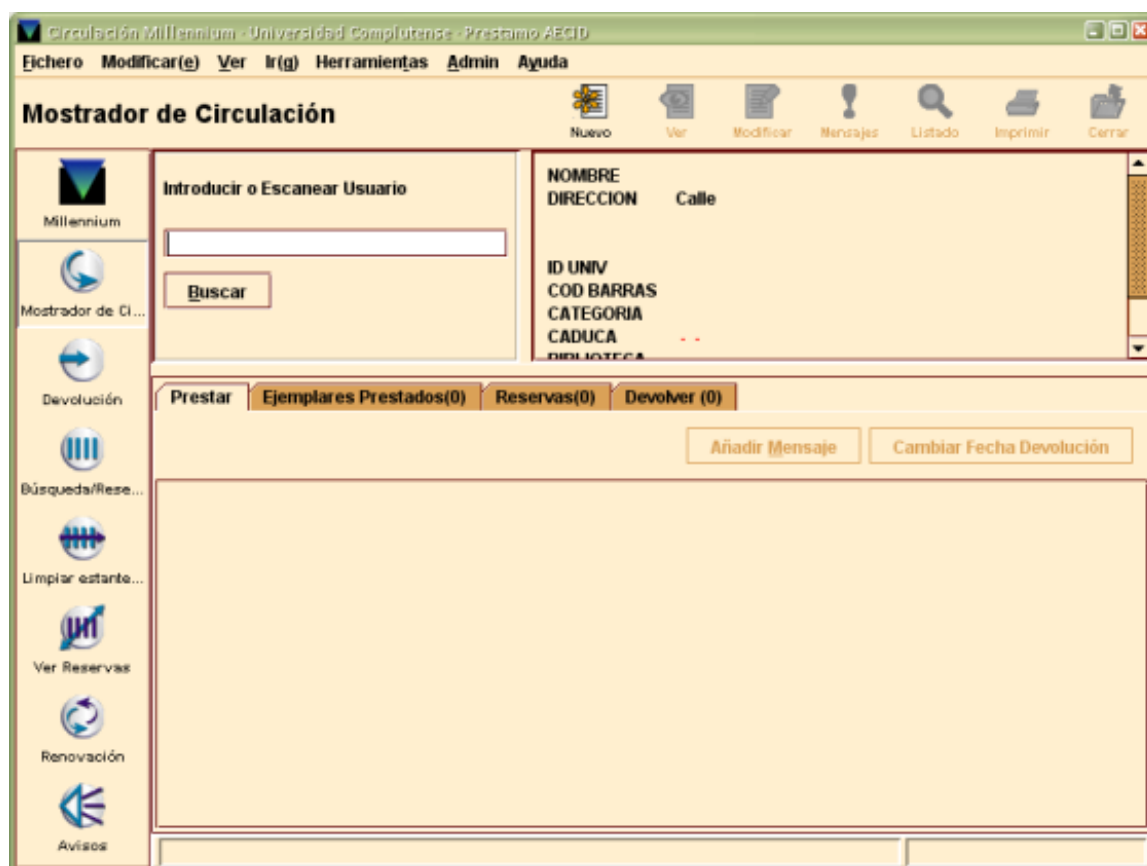 Circulación Millennium - Universidad Complutense - Prestamo AECID
Fichero Modificar(e) Ver Ir(g) Herramientas Admin Ayuda
Mostrador de Circulación
Nuevo Ver Modificar Mensajes Listado Imprimir Cerrar
Millennium
Mostrador de Ci...
Devolución
Búsqueda/Rese...
Limpiar estante...
Ver Reservas
Renovación
Avisos
Introducir o Escanear Usuario
Buscar
NOMBRE
DIRECCION Calle
ID UNIV
COD BARRAS
CATEGORIA
CADUCA - -
BIBLIOTECA
Prestar Ejemplares Prestados(0) Reservas(0) Devolver (0)
Añadir Mensaje Cambiar Fecha Devolución